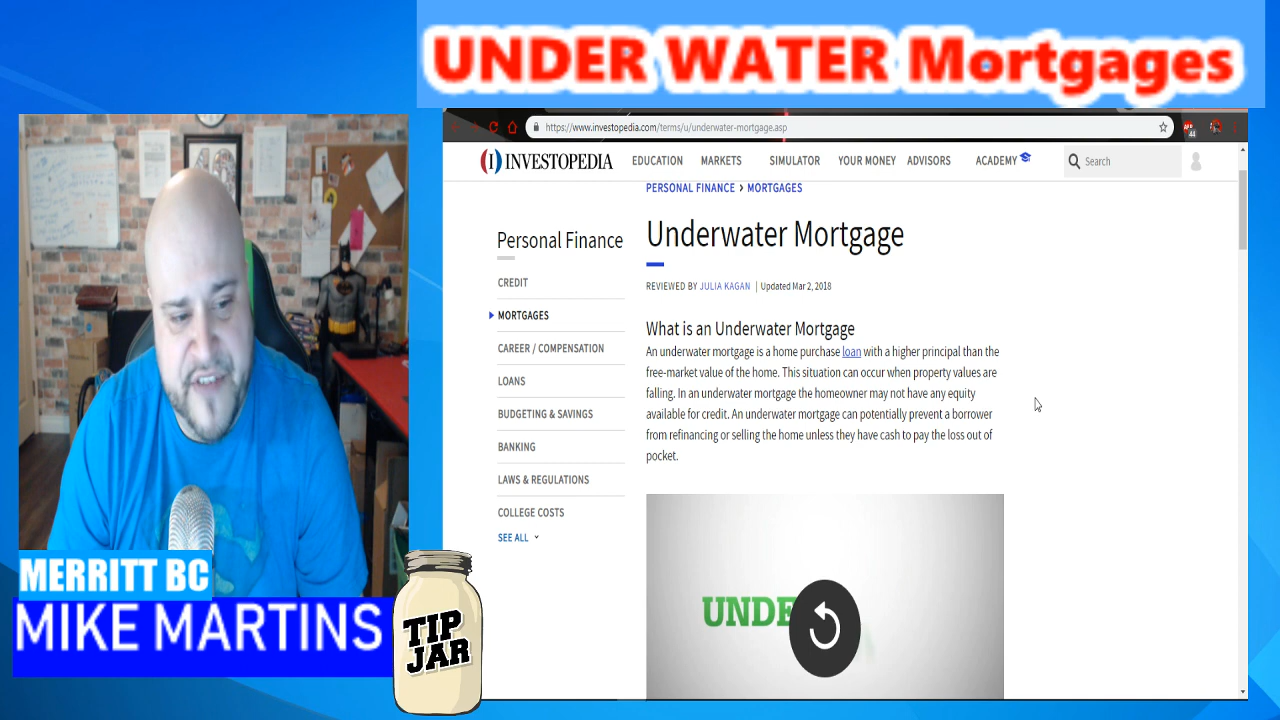 UNDER WATER Mortgages
https://www.investopedia.com/terms/u/underwater-mortgage.asp
INVESTOPEDIA
EDUCATION MARKETS SIMULATOR YOUR MONEY ADVISORS ACADEMY Search
PERSONAL FINANCE > MORTGAGES
Underwater Mortgage
REVIEWED BY JULIA KAGAN | Updated Mar 2, 2018
Personal Finance
CREDIT
MORTGAGES
CAREER / COMPENSATION
LOANS
BUDGETING & SAVINGS
BANKING
LAWS & REGULATIONS
COLLEGE COSTS
SEE ALL
What is an Underwater Mortgage
An underwater mortgage is a home purchase loan with a higher principal than the
free-market value of the home. This situation can occur when property values are
falling. In an underwater mortgage the homeowner may not have any equity
available for credit. An underwater mortgage can potentially prevent a borrower
from refinancing or selling the home unless they have cash to pay the loss out of
pocket.
UNDE
MERRITT BC
MIKE MARTINS
TIP
JAR